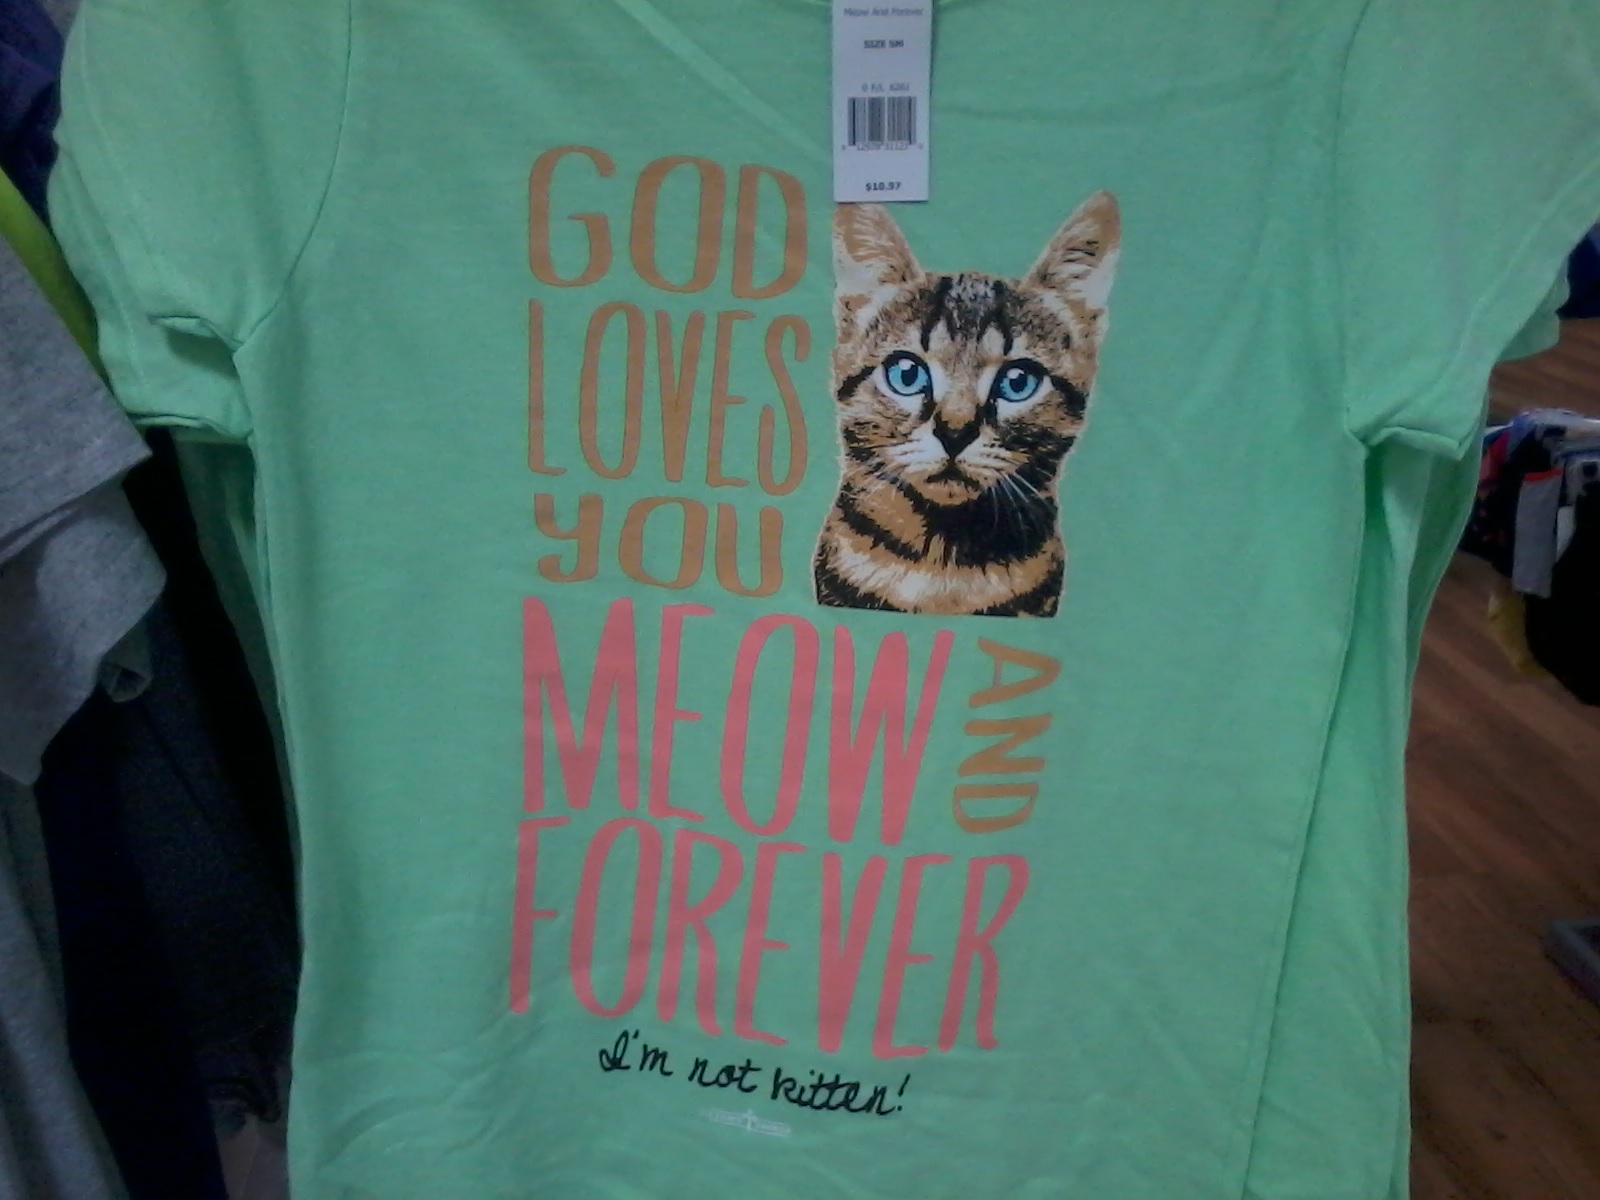 Meow And Forever
SIZE SM
$10.97
GOD
LOVES
YOU
MEOW AND
FOREVER
I'm not kitten!